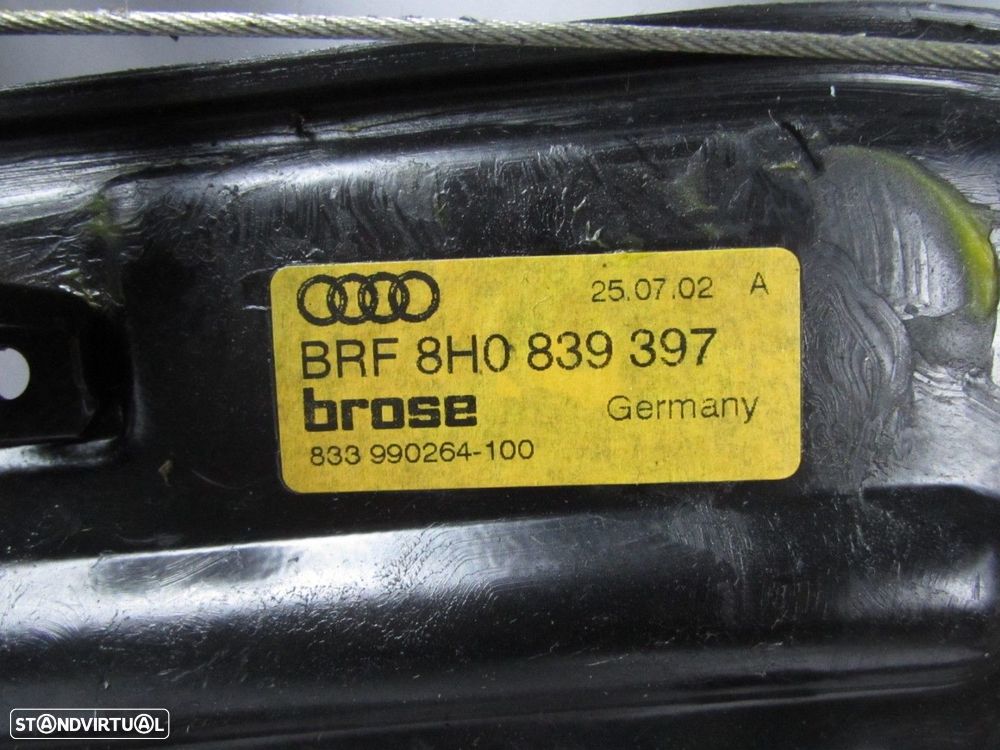 25.07.02 A
BRF 8H0 839 397
brose Germany
833 990264-100
STANDVIRTUAL